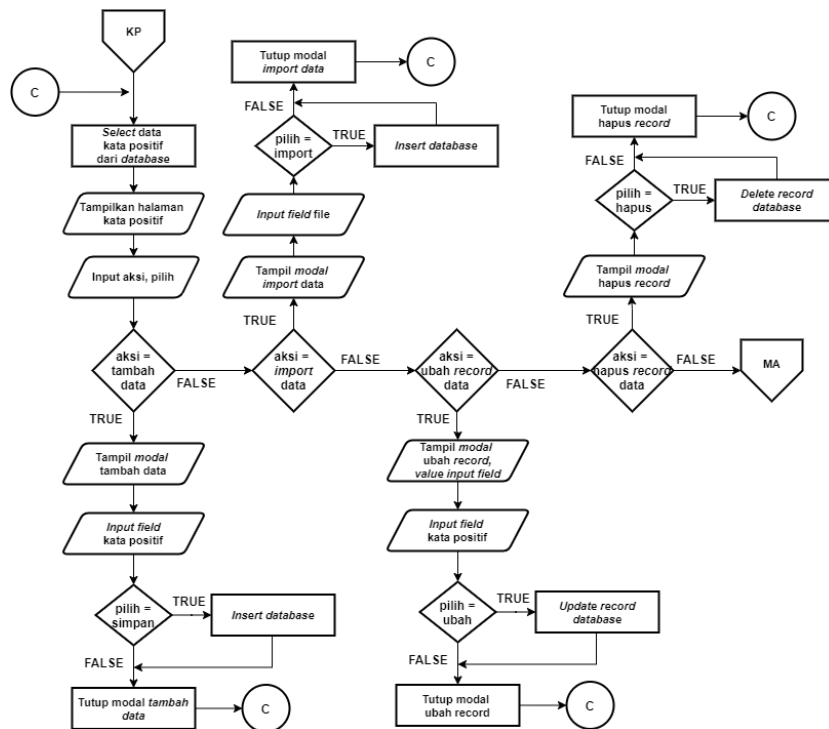 KP
C
Select data
kata positif
dari database
Tampilkan halaman
kata positif
Input aksi, pilih
aksi =
tambah
data
FALSE
TRUE
Tampil modal
tambah data
Input field
kata positif
pilih =
simpan
TRUE
Insert database
FALSE
Tutup modal tambah
data
C
Tutup modal
import data
C
FALSE
pilih =
import
TRUE
Insert database
Input field file
Tampil modal
import data
TRUE
aksi =
import
data
FALSE
aksi =
ubah record
data
FALSE
TRUE
Tampil modal
ubah record,
value input field
Input field
kata positif
pilih =
ubah
TRUE
Update record
database
FALSE
Tutup modal
ubah record
C
Tutup modal
hapus record
C
FALSE
pilih =
hapus
TRUE
Delete record
database
Tampil modal
hapus record
TRUE
aksi =
hapus record
data
FALSE
MA